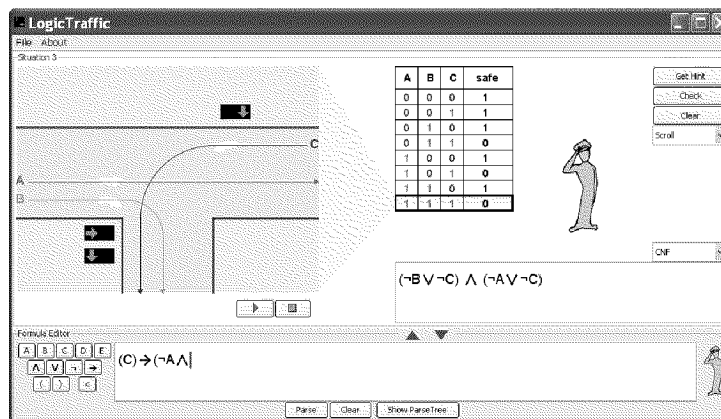 LogicTraffic
File About
Situation 3
A
B
C
A B C safe
0 0 0 1
0 0 1 1
0 1 0 1
0 1 1 0
1 0 0 1
1 0 1 0
1 1 0 1
1 1 1 0
Get Hint
Check
Clear
Scroll
CNF
(¬B∨¬C) ∧ (¬A∨¬C)
Formula Editor
A B C D E
∧ ∨ ¬ →
( ) <
(C)→(¬A∧
Parse Clear Show ParseTree